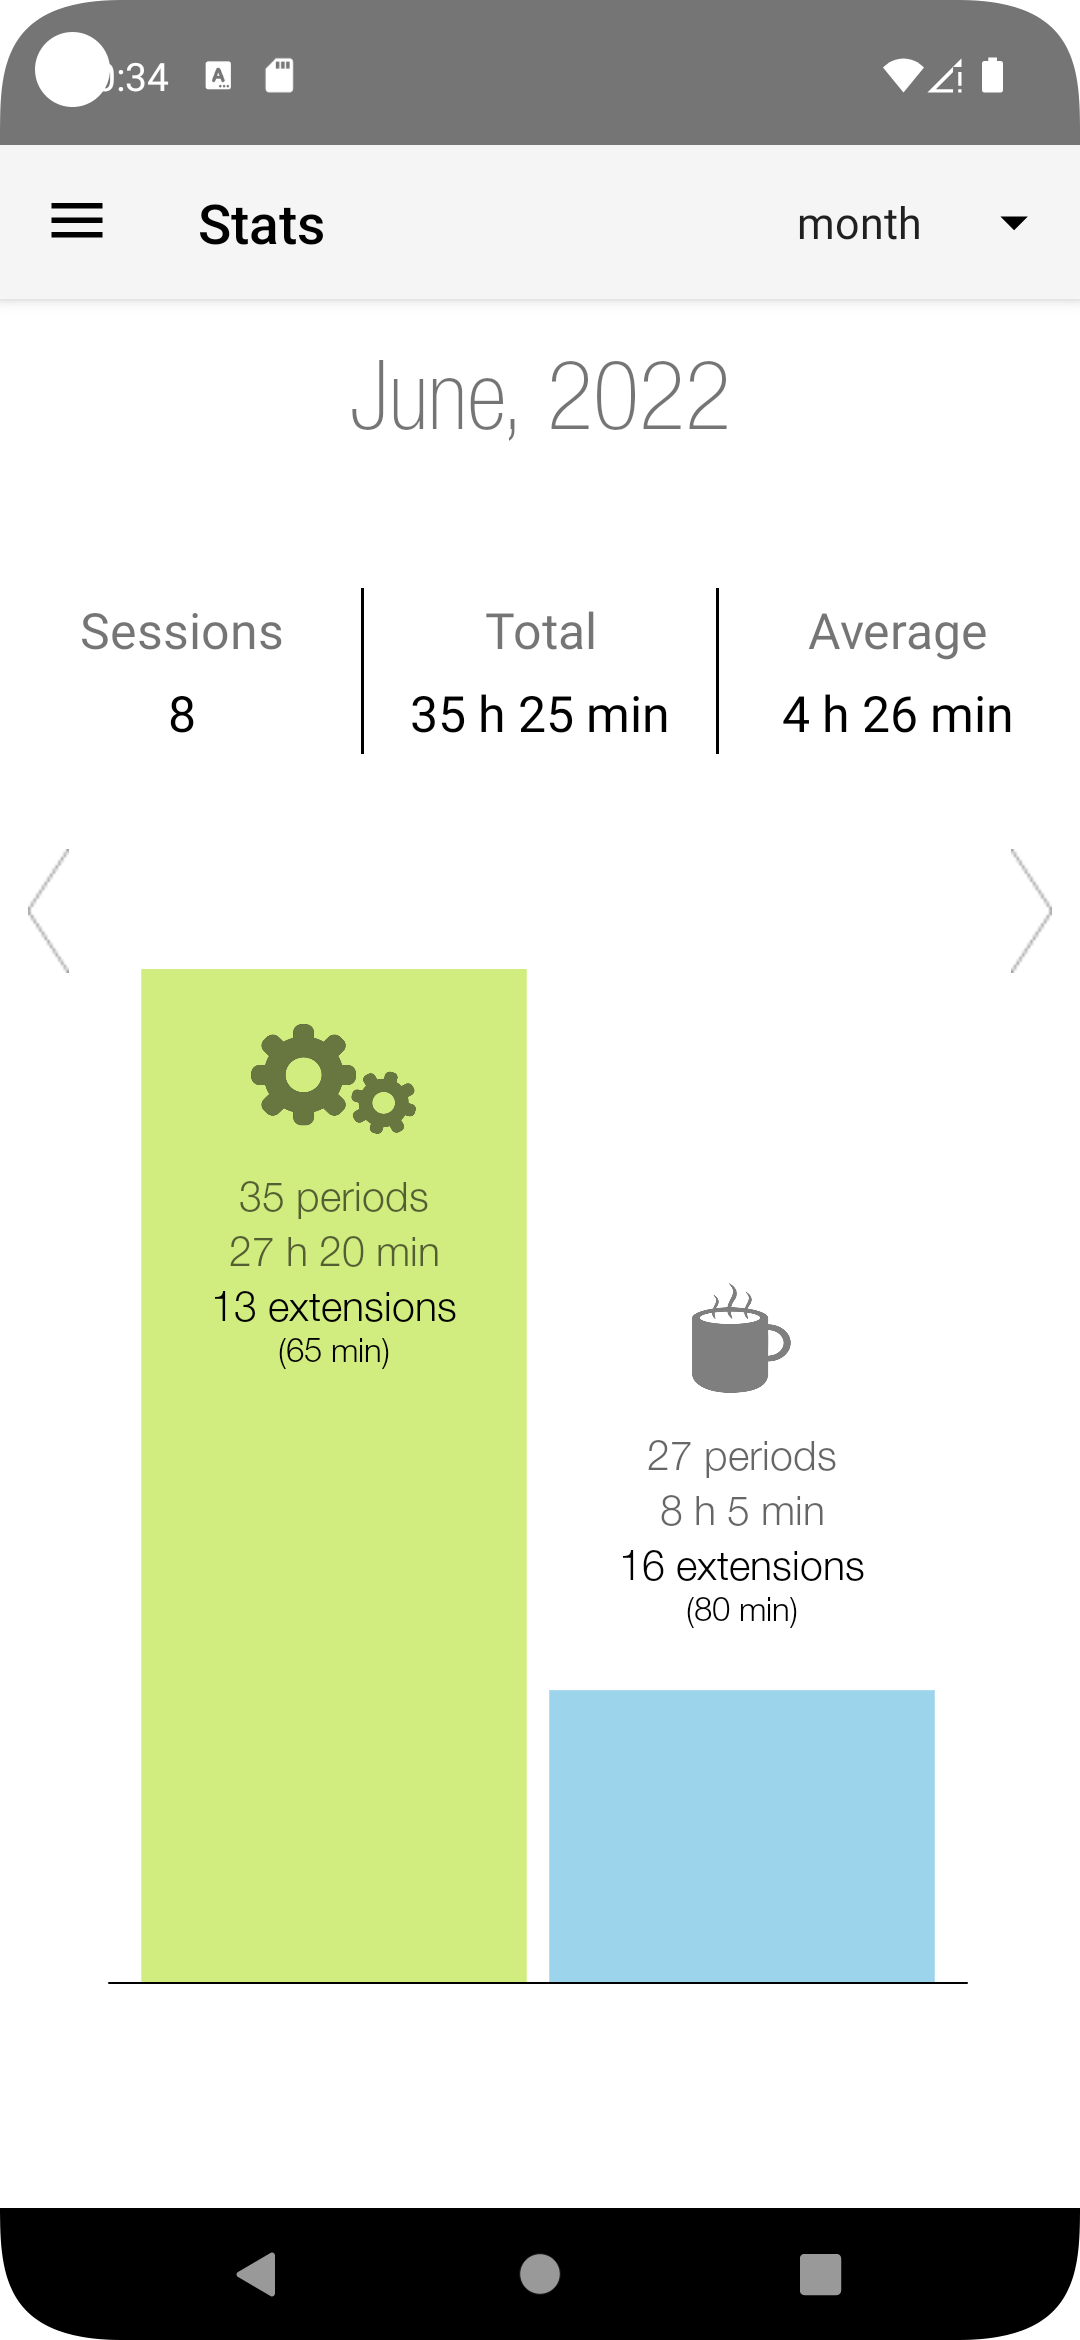 :34
Stats
month
June, 2022
Sessions
8
Total
35 h 25 min
Average
4 h 26 min
35 periods
27 h 20 min
13 extensions
(65 min)
27 periods
8 h 5 min
16 extensions
(80 min)